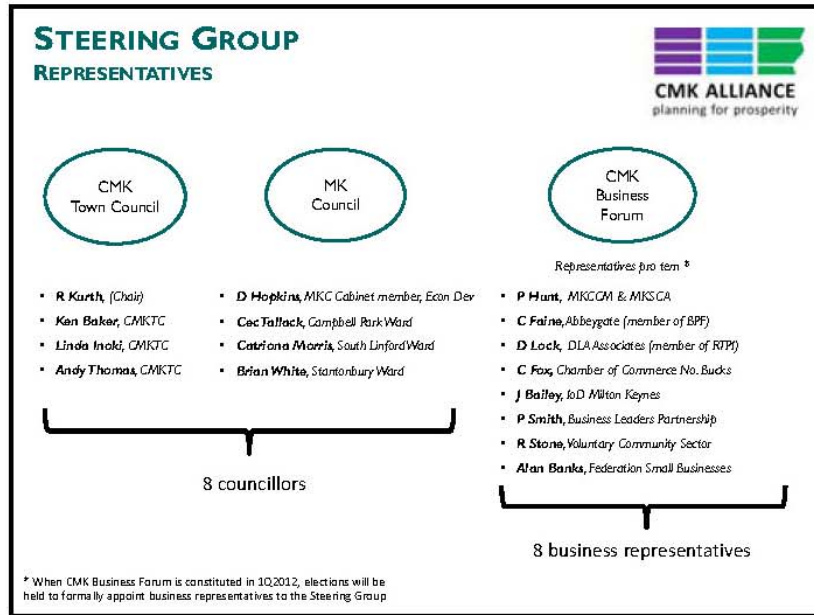 STEERING GROUP
REPRESENTATIVES
CMK ALLIANCE
planning for prosperity
CMK
Town Council
MK
Council
CMK
Business
Forum
Representatives pro tem *
• R Kurth, (Chair)
• Ken Baker, CMKTC
• Linda Inoki, CMKTC
• Andy Thomas, CMKTC
• D Hopkins, MKC Cabinet member, Econ Dev
• Cec Tallack, Campbell Park Ward
• Catriona Morris, South Linford Ward
• Brian White, Stantonbury Ward
• P Hunt, MKCCM & MKSCA
• C Faine, Abbeygate (member of BPF)
• D Lock, DLA Associates (member of RTPI)
• C Fox, Chamber of Commerce No. Bucks
• J Bailey, IoD Milton Keynes
• P Smith, Business Leaders Partnership
• R Stone, Voluntary Community Sector
• Alan Banks, Federation Small Businesses
8 councillors
8 business representatives
* When CMK Business Forum is constituted in 1Q2012, elections will be
held to formally appoint business representatives to the Steering Group